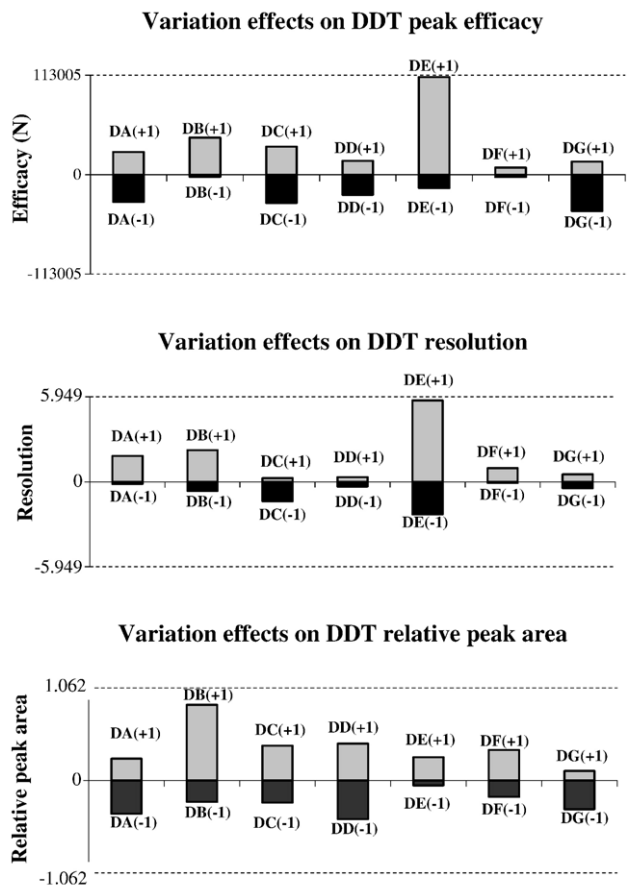 Variation effects on DDT peak efficacy
113005
0
-113005
Efficacy (N)
DA(+1) DB(+1) DC(+1) DD(+1) DE(+1) DF(+1) DG(+1)
DA(-1) DB(-1) DC(-1) DD(-1) DE(-1) DF(-1) DG(-1)
Variation effects on DDT resolution
5.949
0
-5.949
Resolution
DA(+1) DB(+1) DC(+1) DD(+1) DE(+1) DF(+1) DG(+1)
DA(-1) DB(-1) DC(-1) DD(-1) DE(-1) DF(-1) DG(-1)
Variation effects on DDT relative peak area
1.062
0
-1.062
Relative peak area
DA(+1) DB(+1) DC(+1) DD(+1) DE(+1) DF(+1) DG(+1)
DA(-1) DB(-1) DC(-1) DD(-1) DE(-1) DF(-1) DG(-1)